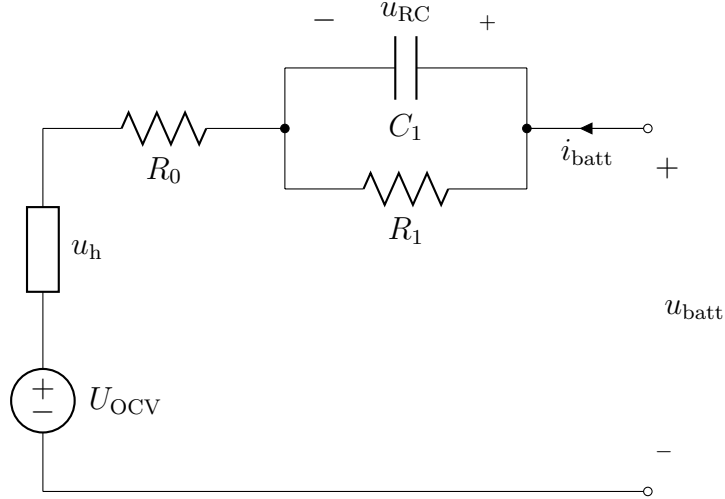 − u_RC +
C_1
i_batt
R_0
+
R_1
u_h
u_batt
+
−
U_OCV
−